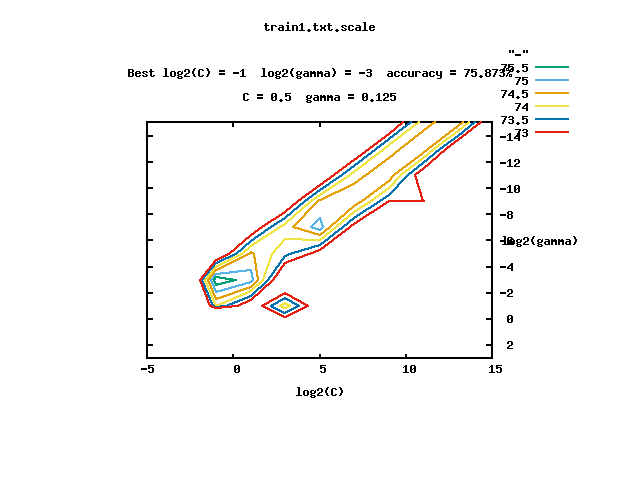 train1.txt.scale
"-"
Best log2(C) = -1 log2(gamma) = -3 accuracy = 75.873%
75.5
75
74.5
74
73.5
73
C = 0.5 gamma = 0.125
-14
-12
-10
-8
-6
log2(gamma)
-4
-2
0
2
-5 0 5 10 15
log2(C)